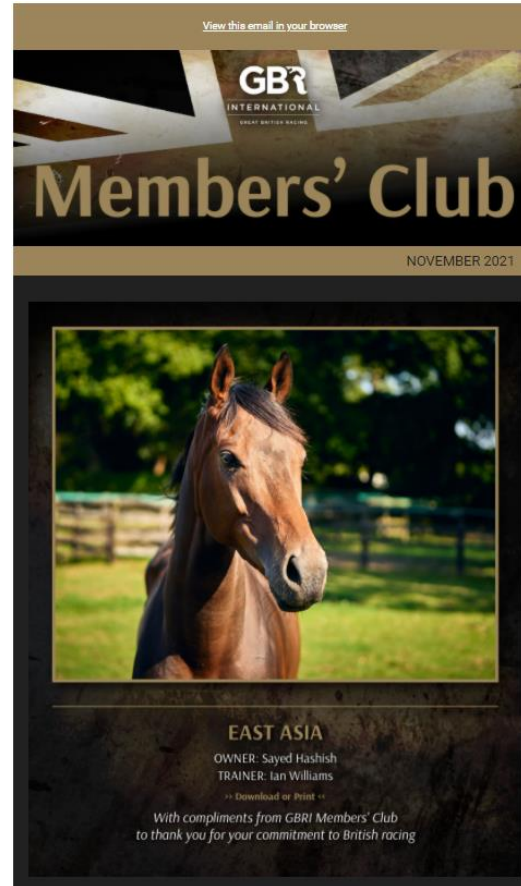 View this email in your browser
GBR
INTERNATIONAL
GREAT BRITISH RACING
Members' Club
NOVEMBER 2021
EAST ASIA
OWNER: Sayed Hashish
TRAINER: Ian Williams
>> Download or Print <<
With compliments from GBRI Members' Club
to thank you for your commitment to British racing